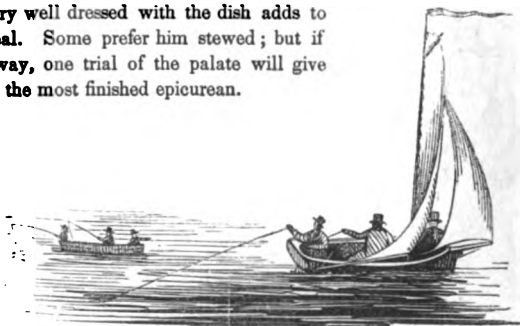 ry well dressed with the dish adds to
al. Some prefer him stewed; but if
way, one trial of the palate will give
the most finished epicurean.